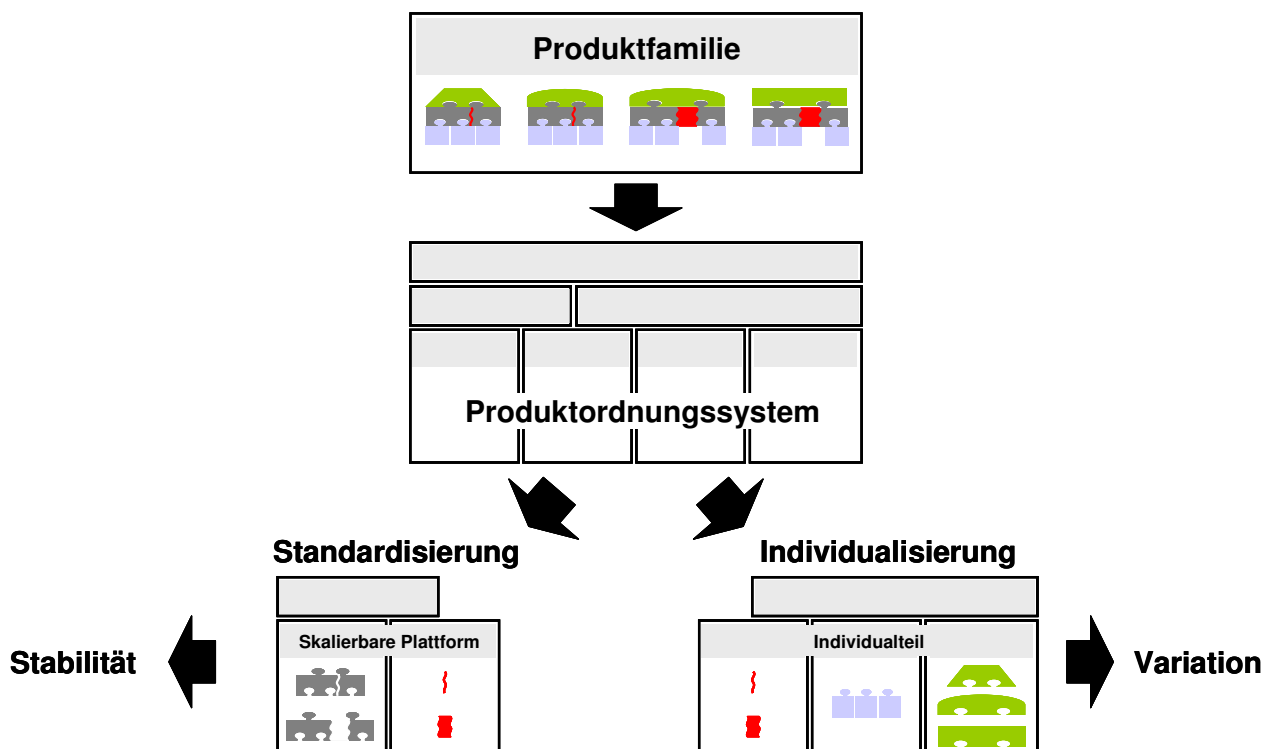 Produktfamilie
Produktordnungssystem
Standardisierung
Individualisierung
Skalierbare Plattform
Individualteil
Stabilität
Variation